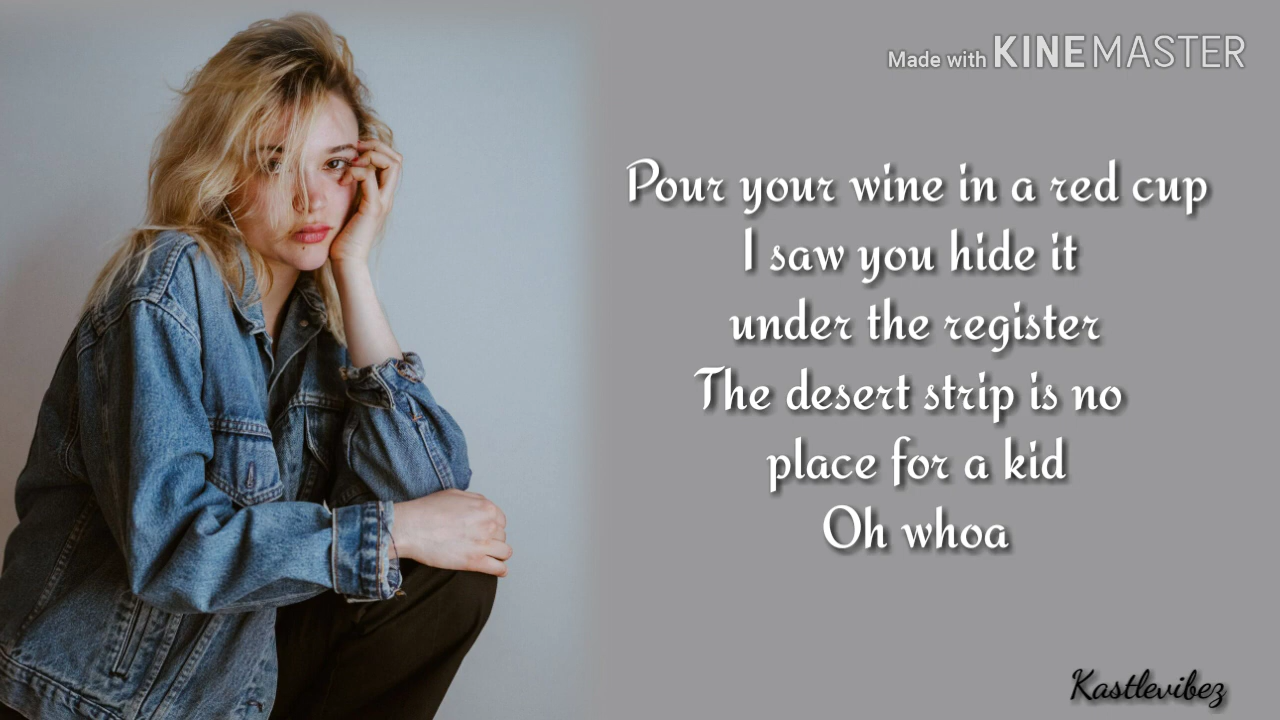 Made with KINEMASTER
Pour your wine in a red cup
I saw you hide it
under the register
The desert strip is no
place for a kid
Oh whoa
Kastlevibez